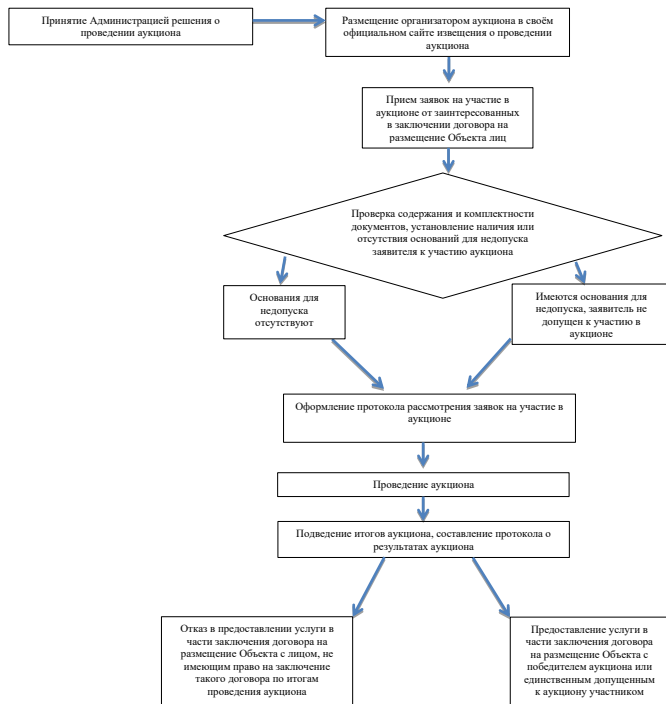 Принятие Администрацией решения о
проведении аукциона
Размещение организатором аукциона в своём
официальном сайте извещения о проведении
аукциона
Прием заявок на участие в
аукционе от заинтересованных
в заключении договора на
размещение Объекта лиц
Проверка содержания и комплектности
документов, установление наличия или
отсутствия оснований для недопуска
заявителя к участию аукциона
Основания для
недопуска
отсутствуют
Имеются основания для
недопуска, заявитель не
допущен к участию в
аукционе
Оформление протокола рассмотрения заявок на участие в
аукционе
Проведение аукциона
Подведение итогов аукциона, составление протокола о
результатах аукциона
Отказ в предоставлении услуги в
части заключения договора на
размещение Объекта с лицом, не
имеющим право на заключение
такого договора по итогам
проведения аукциона
Предоставление услуги в
части заключения договора
на размещение Объекта с
победителем аукциона или
единственным допущенным
к аукциону участником